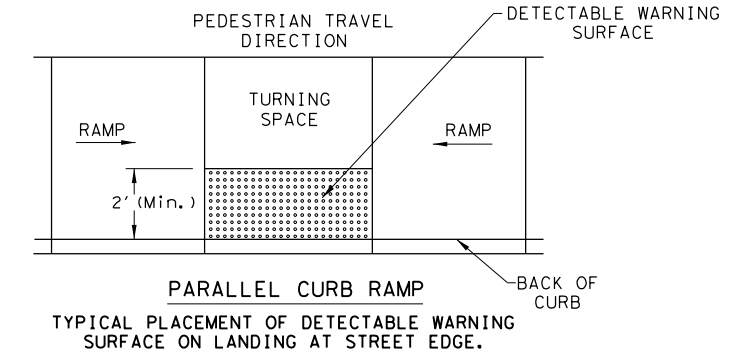 PEDESTRIAN TRAVEL
DIRECTION
DETECTABLE WARNING
SURFACE
TURNING
SPACE
RAMP
RAMP
2' (Min.)
BACK OF
CURB
PARALLEL CURB RAMP
TYPICAL PLACEMENT OF DETECTABLE WARNING
SURFACE ON LANDING AT STREET EDGE.